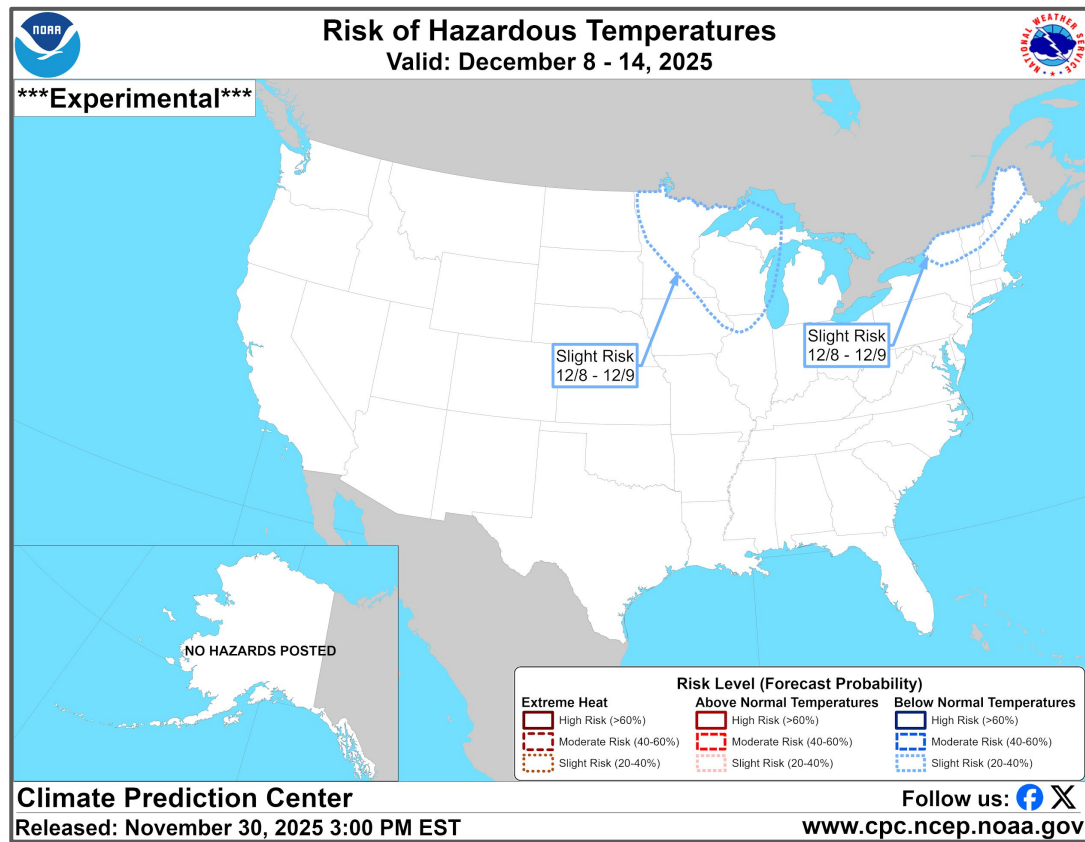 NOAA
Risk of Hazardous Temperatures
Valid: December 8 - 14, 2025
NATIONAL WEATHER SERVICE
***Experimental***
Slight Risk
12/8 - 12/9
Slight Risk
12/8 - 12/9
NO HAZARDS POSTED
Risk Level (Forecast Probability)
Extreme Heat
High Risk (>60%)
Moderate Risk (40-60%)
Slight Risk (20-40%)
Above Normal Temperatures
High Risk (>60%)
Moderate Risk (40-60%)
Slight Risk (20-40%)
Below Normal Temperatures
High Risk (>60%)
Moderate Risk (40-60%)
Slight Risk (20-40%)
Climate Prediction Center
Follow us:
Released: November 30, 2025 3:00 PM EST
www.cpc.ncep.noaa.gov